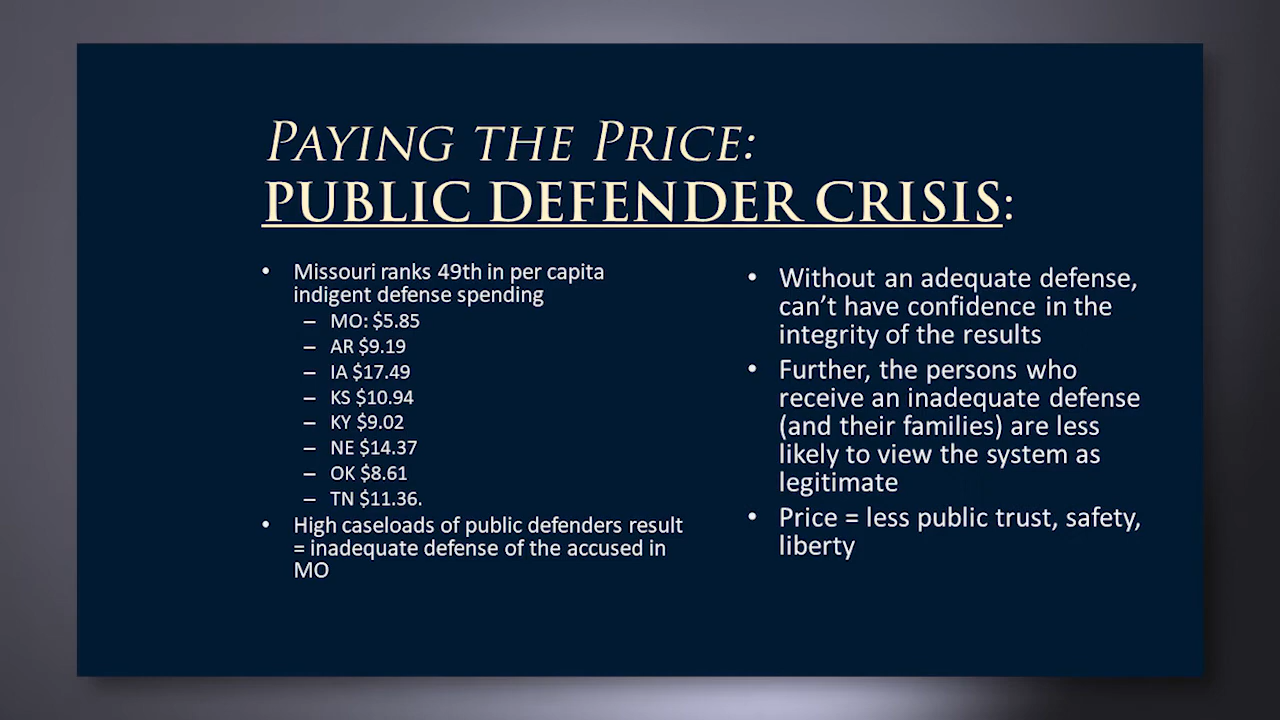 PAYING THE PRICE:
PUBLIC DEFENDER CRISIS:
• Missouri ranks 49th in per capita
indigent defense spending
– MO: $5.85
– AR $9.19
– IA $17.49
– KS $10.94
– KY $9.02
– NE $14.37
– OK $8.61
– TN $11.36.
• High caseloads of public defenders result
= inadequate defense of the accused in
MO
• Without an adequate defense,
can’t have confidence in the
integrity of the results
• Further, the persons who
receive an inadequate defense
(and their families) are less
likely to view the system as
legitimate
• Price = less public trust, safety,
liberty